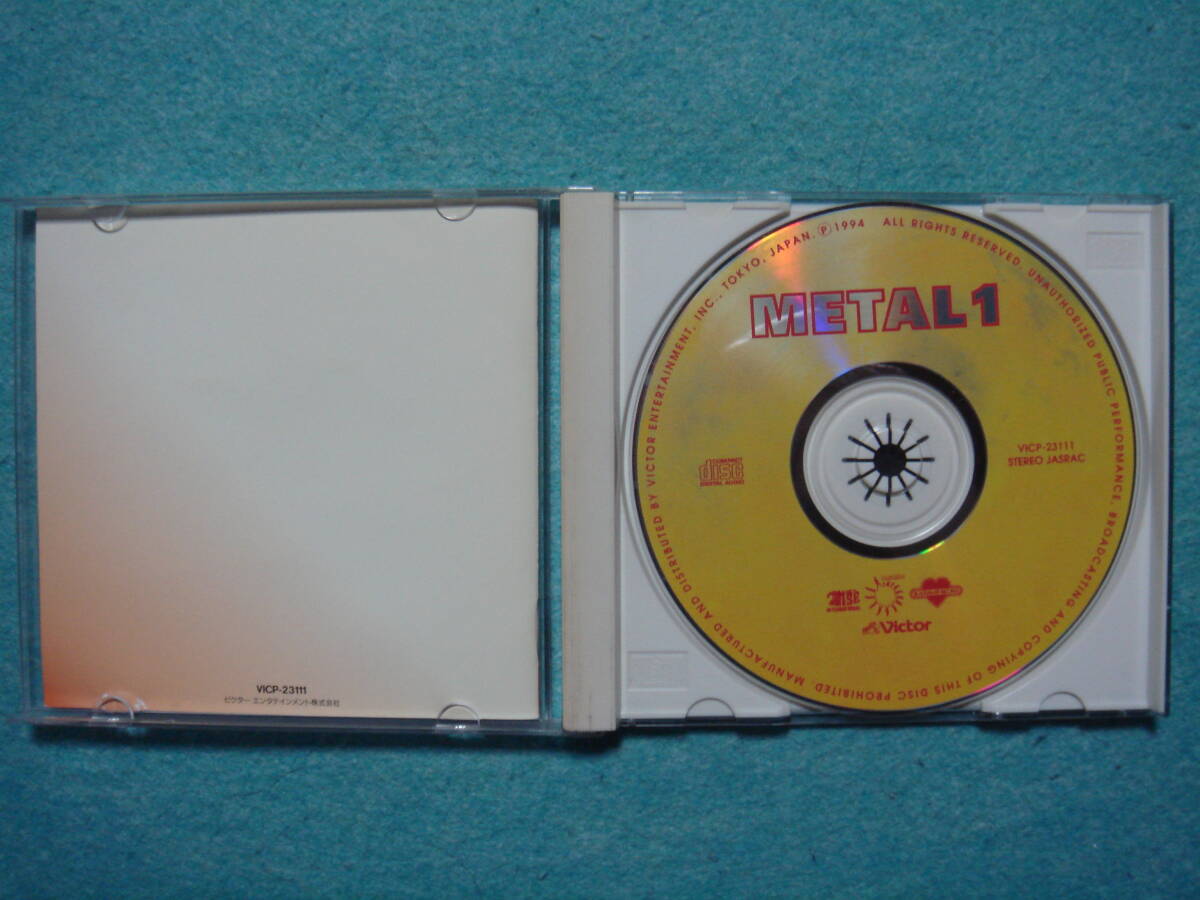 VICP-23111
ビクター エンタテインメント株式会社
METAL 1
COMPACT
disc
DIGITAL AUDIO
VICP-23111
STEREO JASRAC
Victor
MANUFACTURED AND DISTRIBUTED BY VICTOR ENTERTAINMENT, INC., TOKYO, JAPAN. Ⓟ1994 ALL RIGHTS RESERVED. UNAUTHORIZED PUBLIC PERFORMANCE, BROADCASTING AND COPYING OF THIS DISC PROHIBITED.